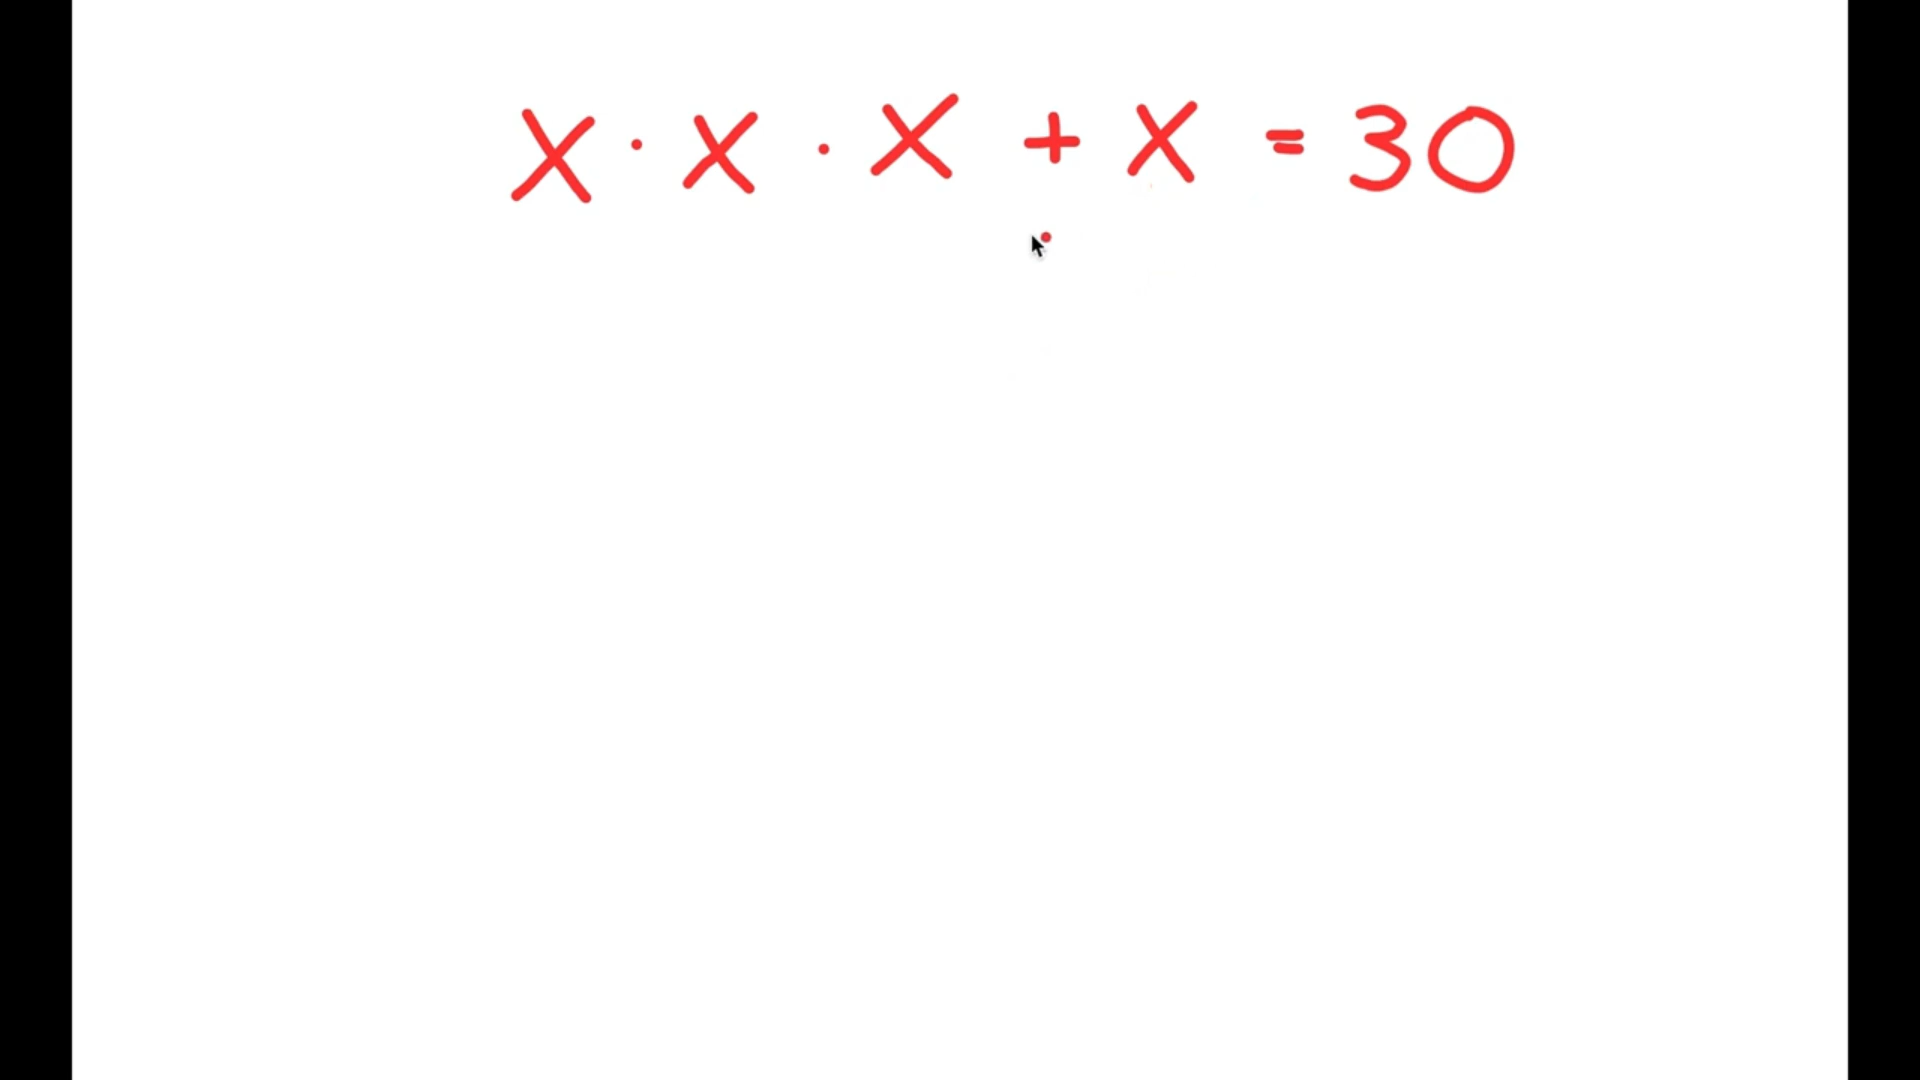 x · x · x + x = 30